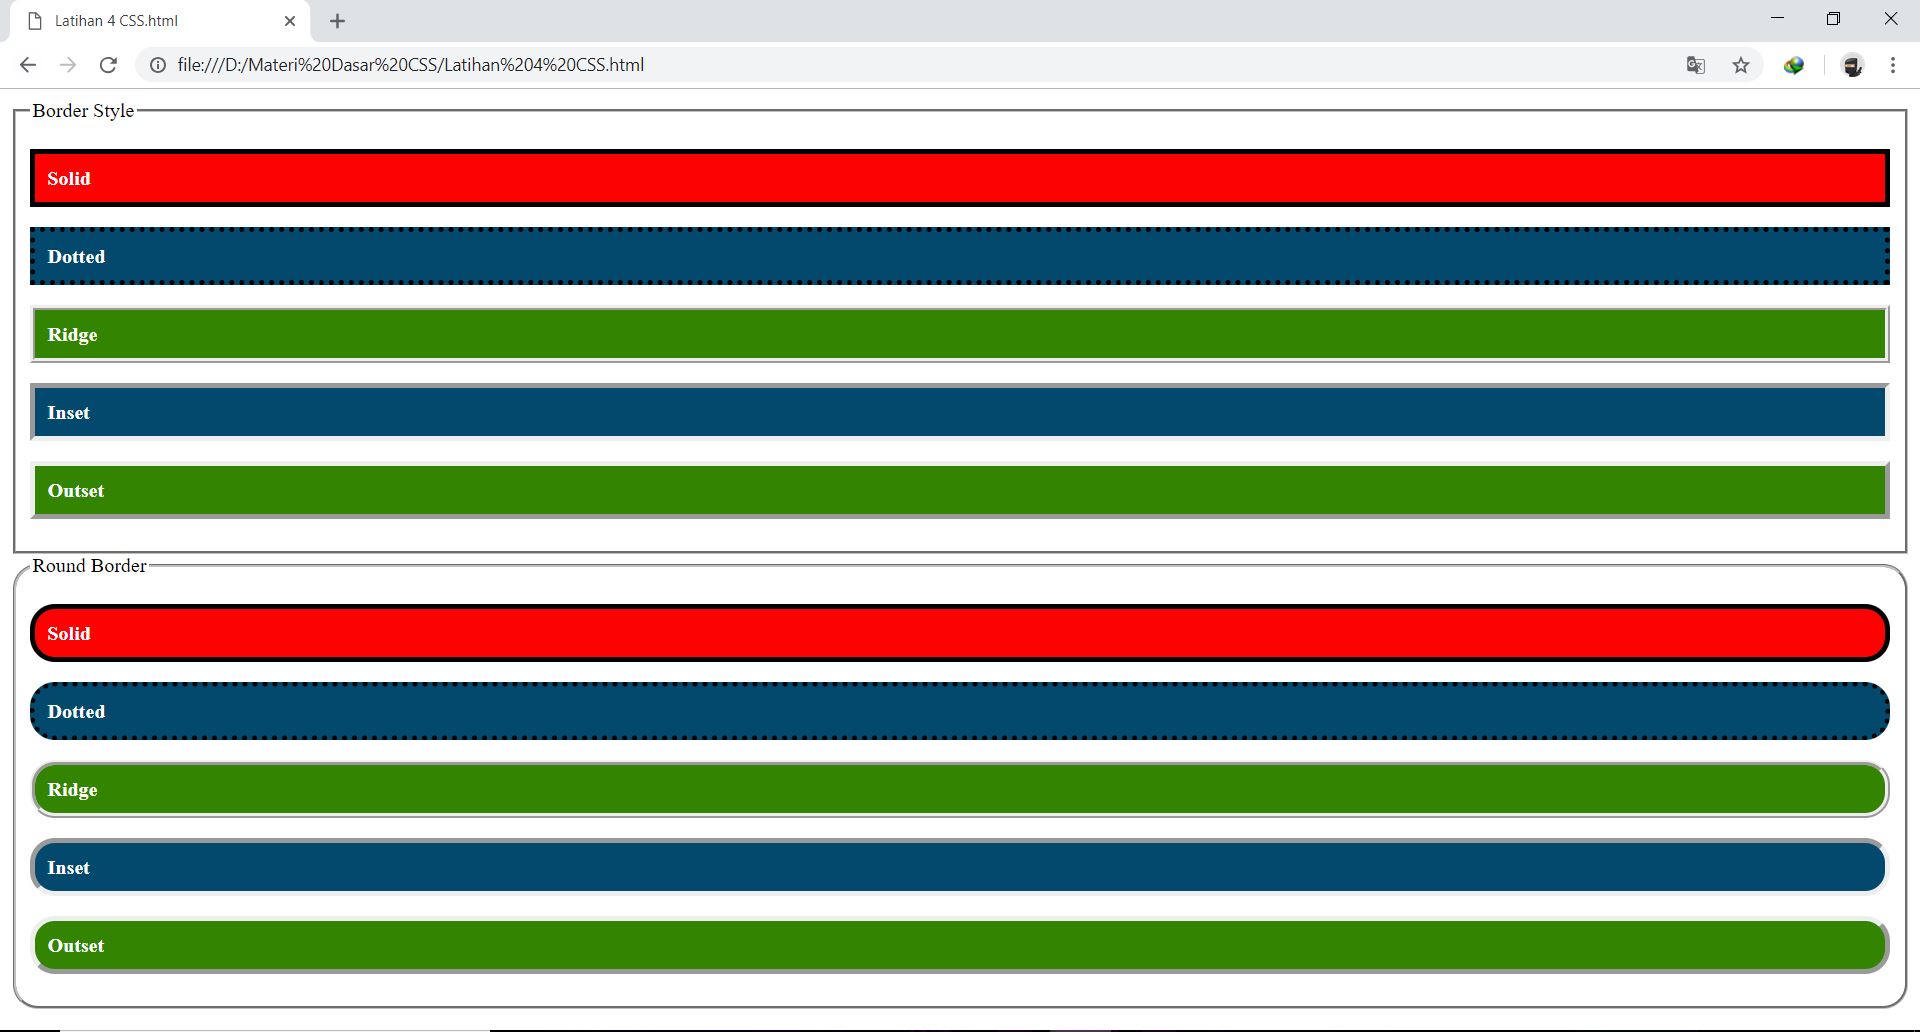 Latihan 4 CSS.html
file:///D:/Materi%20Dasar%20CSS/Latihan%204%20CSS.html
Border Style
Solid
Dotted
Ridge
Inset
Outset
Round Border
Solid
Dotted
Ridge
Inset
Outset